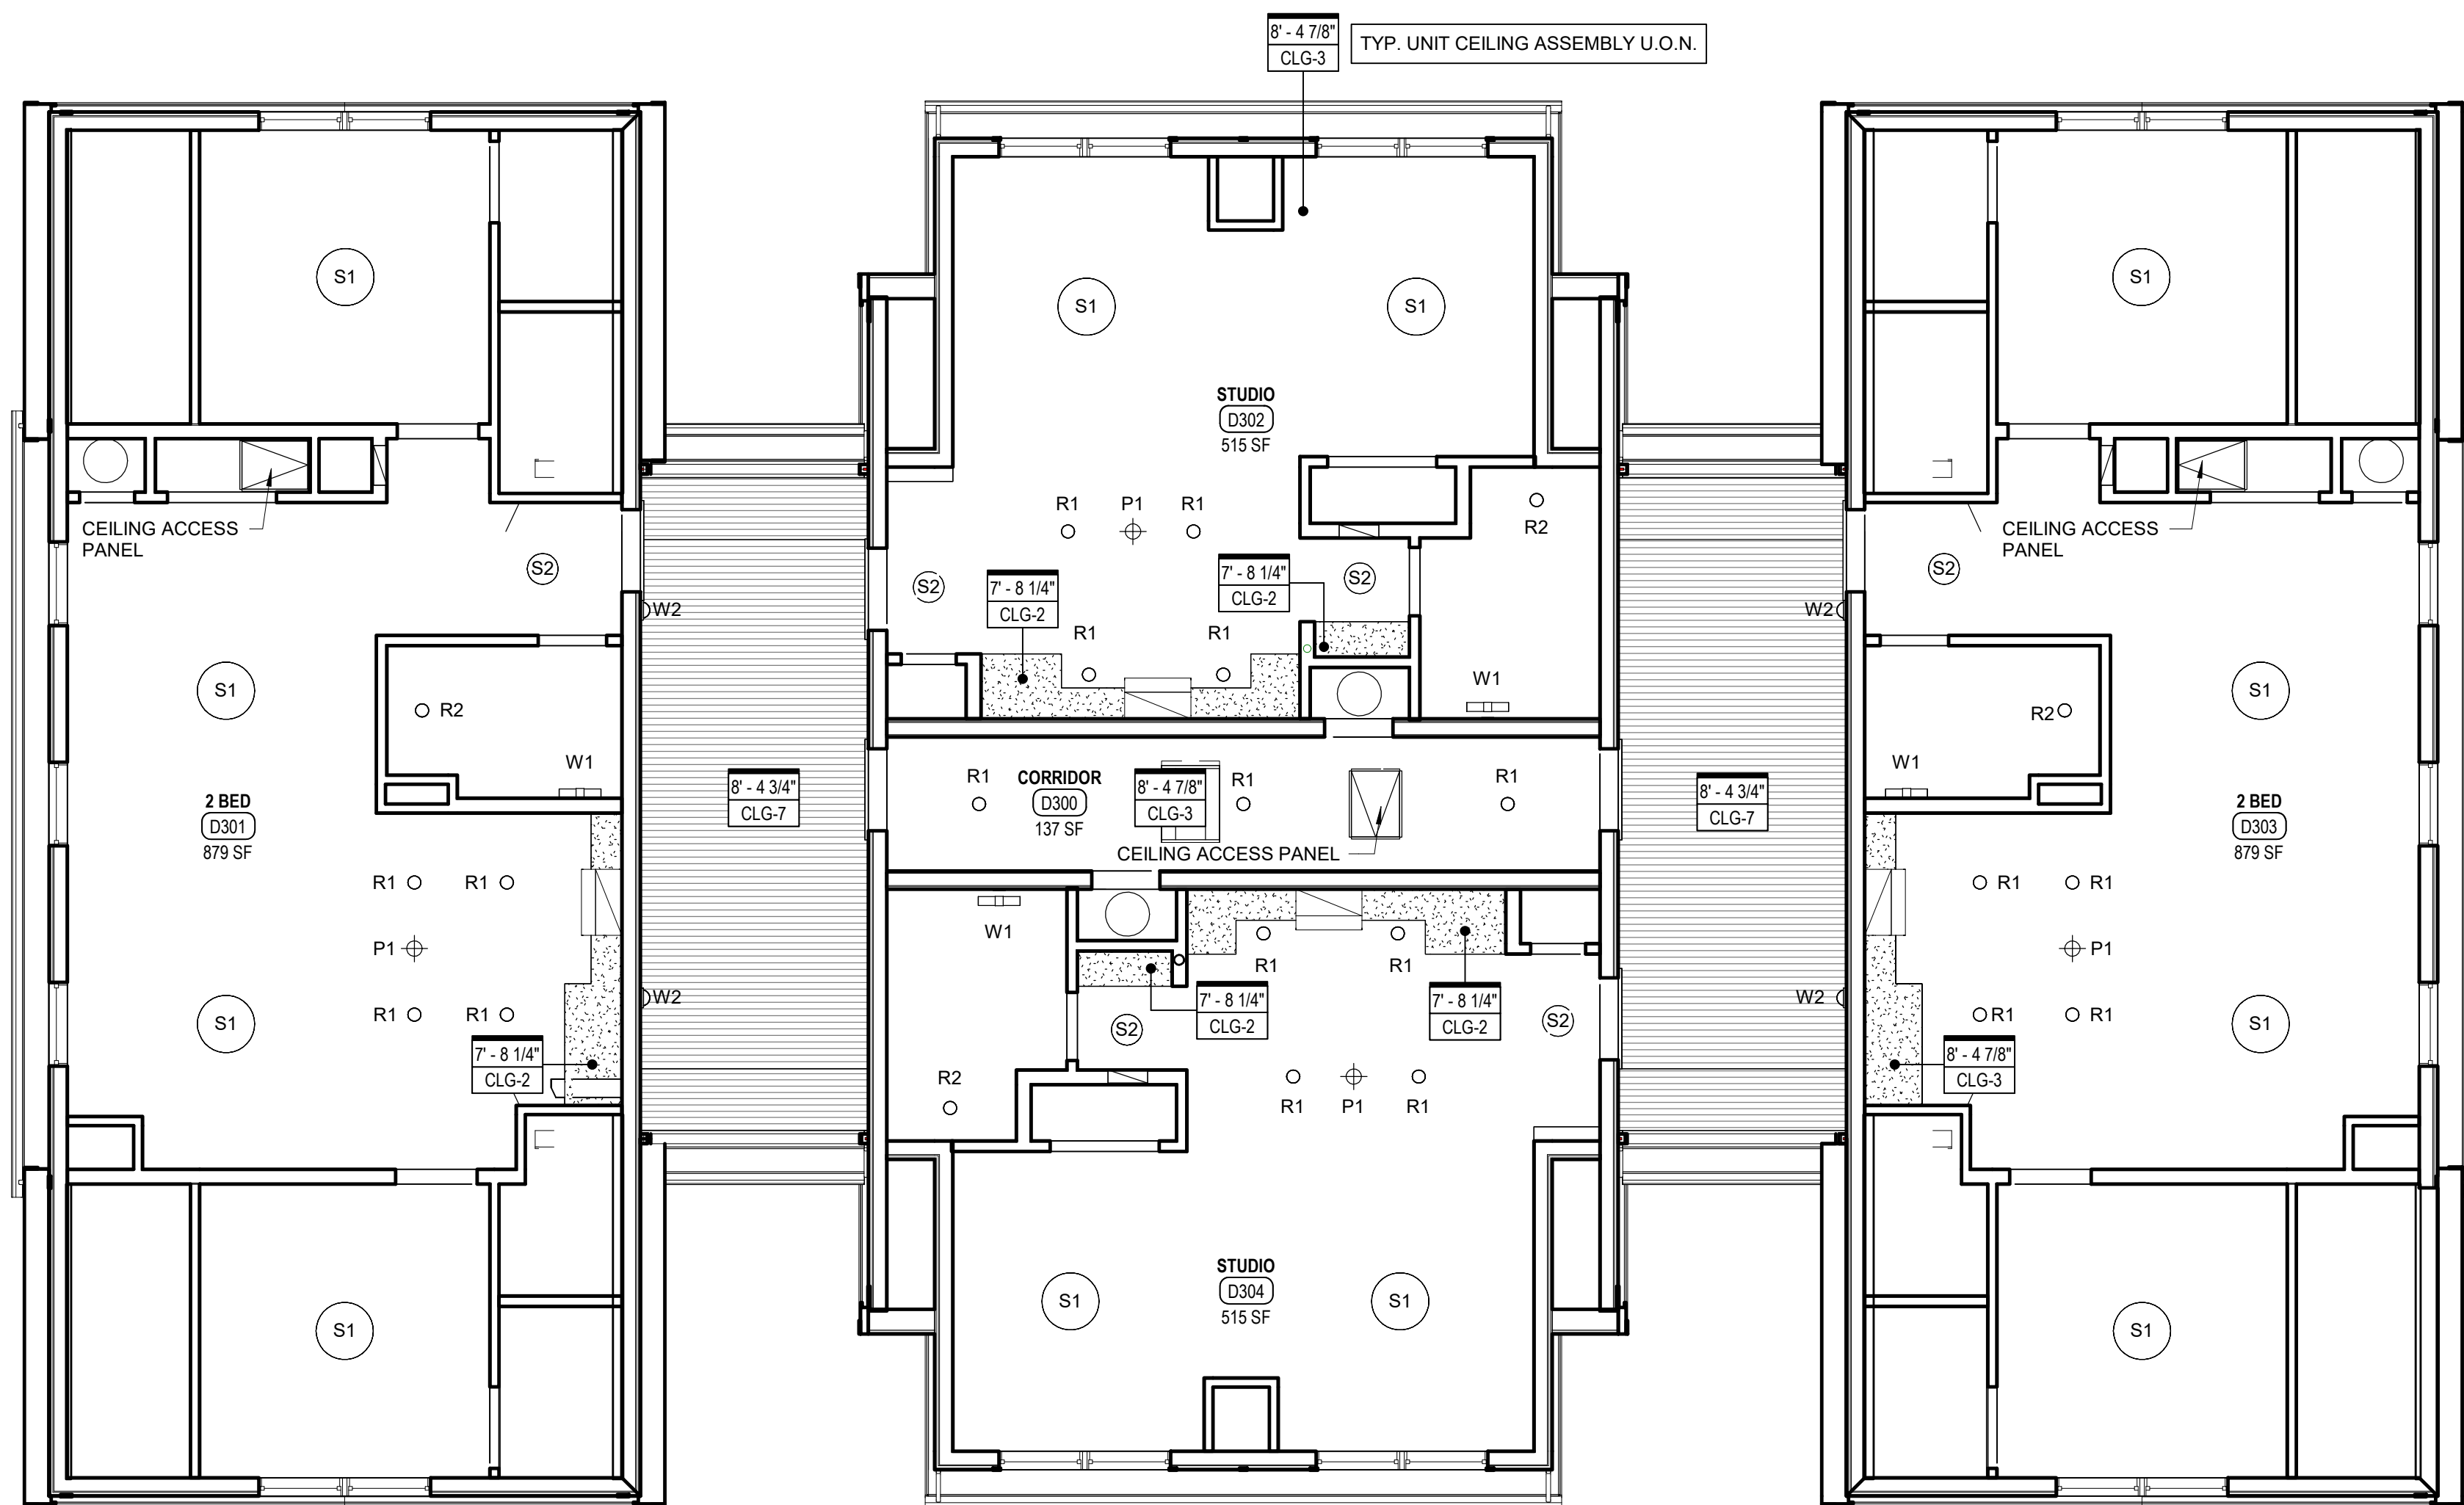 8' - 4 7/8"
CLG-3
TYP. UNIT CEILING ASSEMBLY U.O.N.
S1
S1
S1
S1
STUDIO
D302
515 SF
CEILING ACCESS
PANEL
CEILING ACCESS
PANEL
R1
P1
R1
R2
S2
S2
7' - 8 1/4"
CLG-2
7' - 8 1/4"
CLG-2
S2
S2
W2
W2
R1
R1
S1
R2
W1
W1
R2
S1
W1
2 BED
D301
879 SF
8' - 4 3/4"
CLG-7
R1
CORRIDOR
D300
137 SF
8' - 4 7/8"
CLG-3
R1
R1
8' - 4 3/4"
CLG-7
2 BED
D303
879 SF
CEILING ACCESS PANEL
R1
R1
R1
R1
W1
P1
R1
R1
P1
W2
W2
S1
R1
R1
7' - 8 1/4"
CLG-2
S2
7' - 8 1/4"
CLG-2
S2
R1
R1
S1
7' - 8 1/4"
CLG-2
8' - 4 7/8"
CLG-3
R2
R1
P1
R1
STUDIO
D304
515 SF
S1
S1
S1
S1